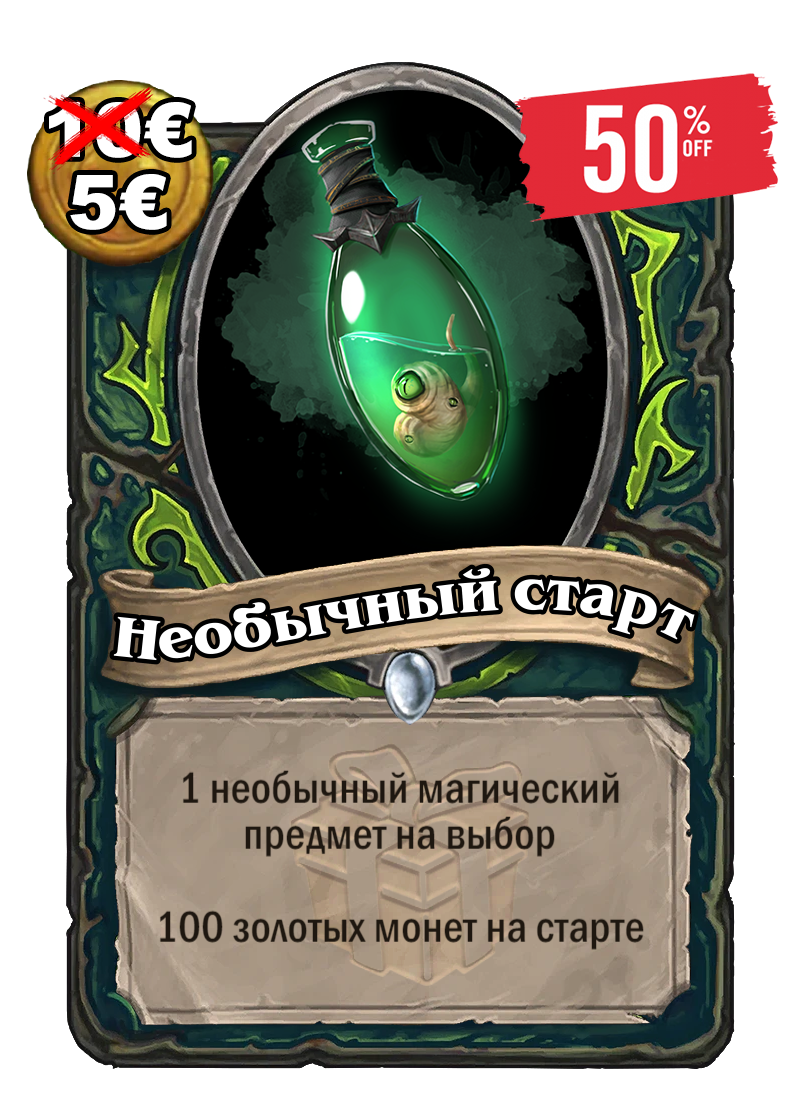 10€
5€
50% OFF
Необычный старт
1 необычный магический
предмет на выбор
100 золотых монет на старте